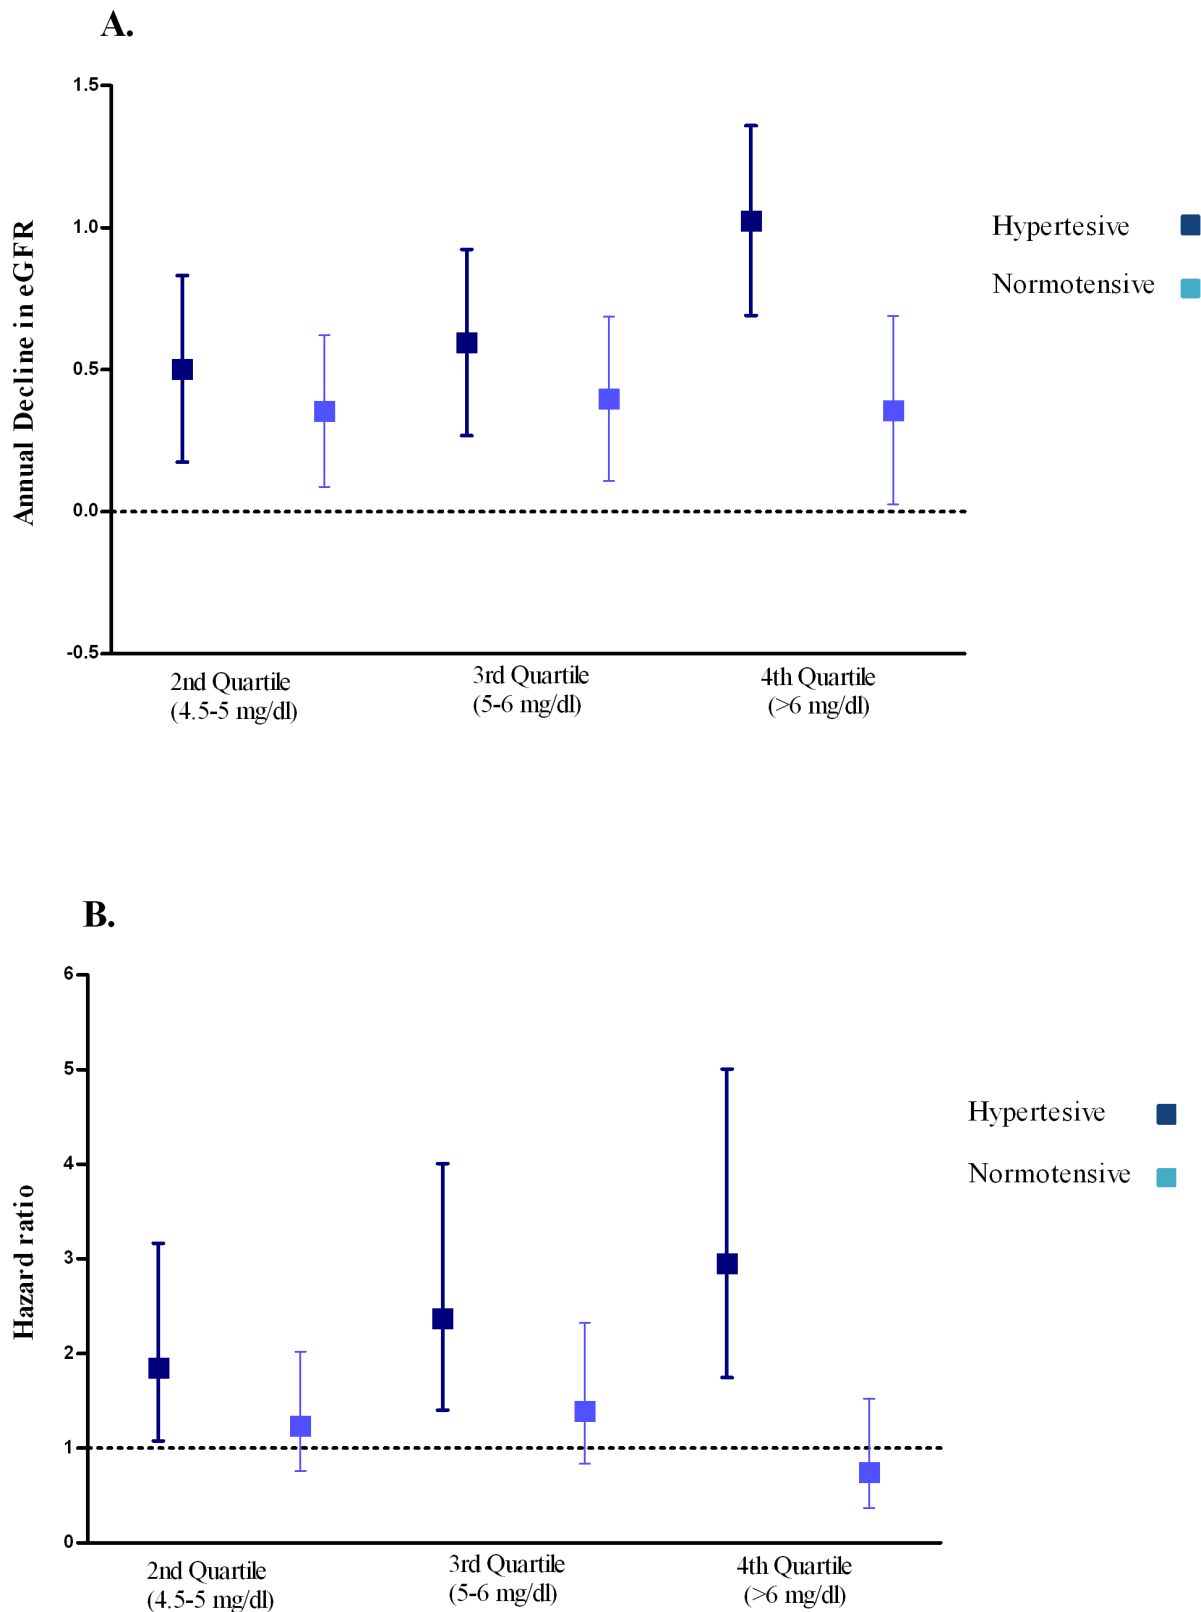 A.
1.5
1.0
0.5
0.0
-0.5
Annual Decline in eGFR
2nd Quartile
(4.5-5 mg/dl)
3rd Quartile
(5-6 mg/dl)
4th Quartile
(>6 mg/dl)
Hypertesive
Normotensive
B.
6
5
4
3
2
1
0
Hazard ratio
2nd Quartile
(4.5-5 mg/dl)
3rd Quartile
(5-6 mg/dl)
4th Quartile
(>6 mg/dl)
Hypertesive
Normotensive